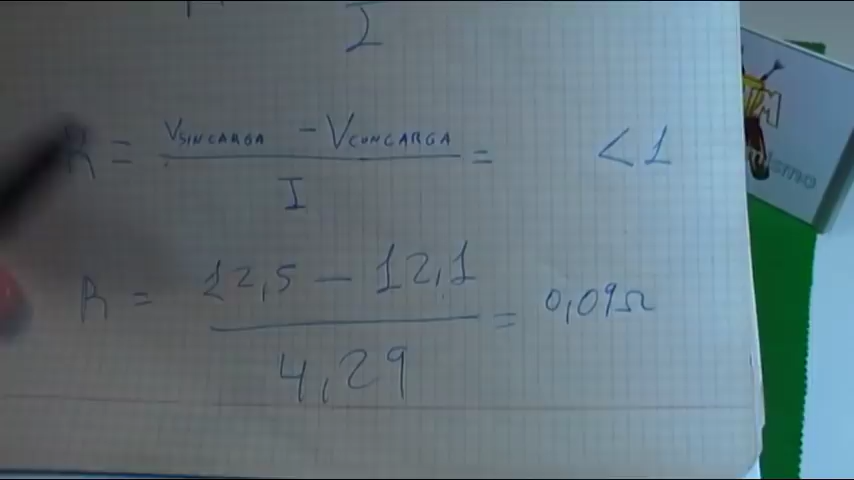 I
R = Vsincarga - Vconcarga / I = < 1
R = 12,5 - 12,1 / 4,29 = 0,09Ω